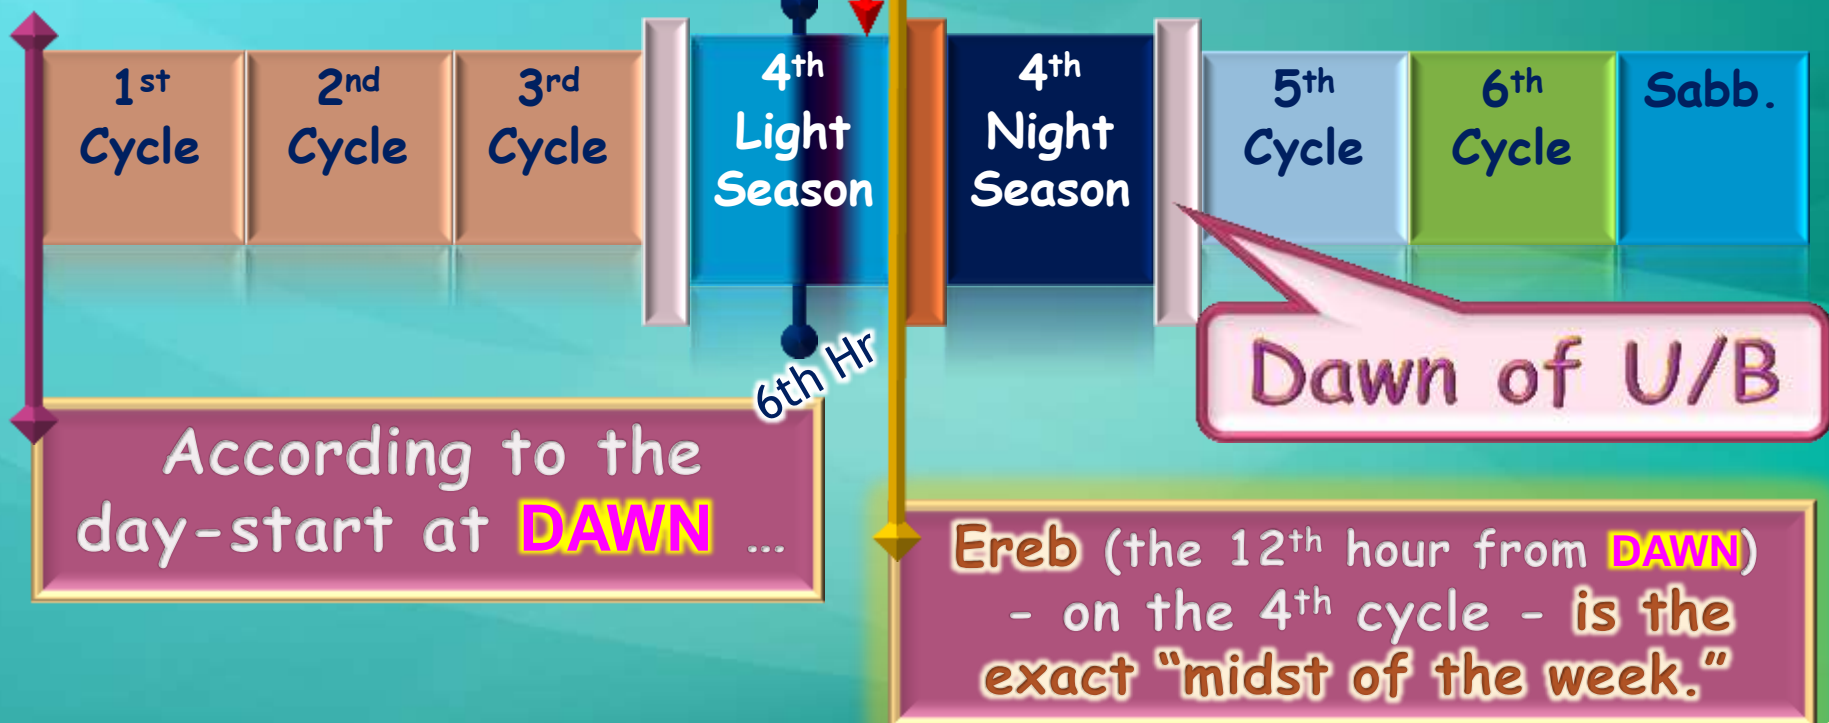 1st
Cycle
2nd
Cycle
3rd
Cycle
4th
Light
Season
4th
Night
Season
5th
Cycle
6th
Cycle
Sabb.
6th Hr
Dawn of U/B
According to the
day-start at DAWN ...
Ereb (the 12th hour from DAWN)
- on the 4th cycle - is the
exact “midst of the week.”